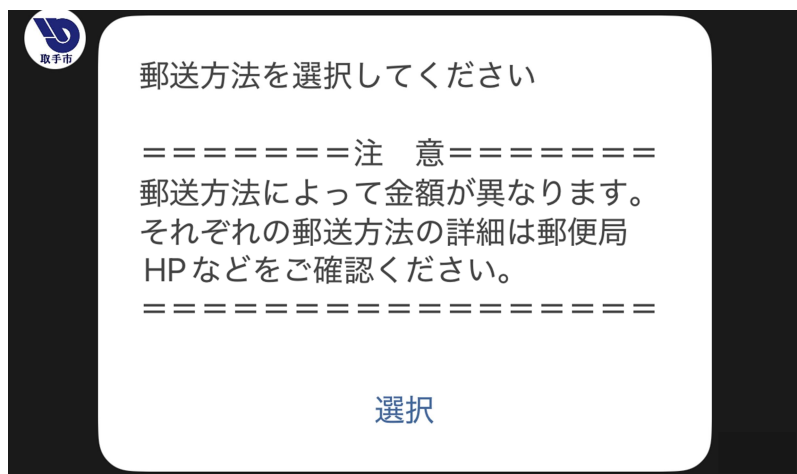 取手市
郵送方法を選択してください
=======注　意=======
郵送方法によって金額が異なります。
それぞれの郵送方法の詳細は郵便局
HPなどをご確認ください。
=================
選択